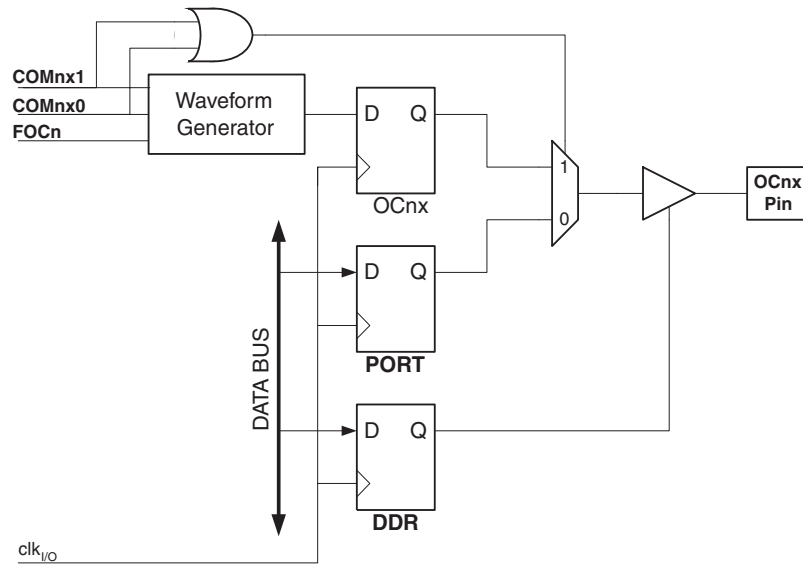 COMnx1
COMnx0
FOCn
Waveform
Generator
D Q
OCnx
1
0
OCnx
Pin
D Q
PORT
DATA BUS
D Q
DDR
clkI/O